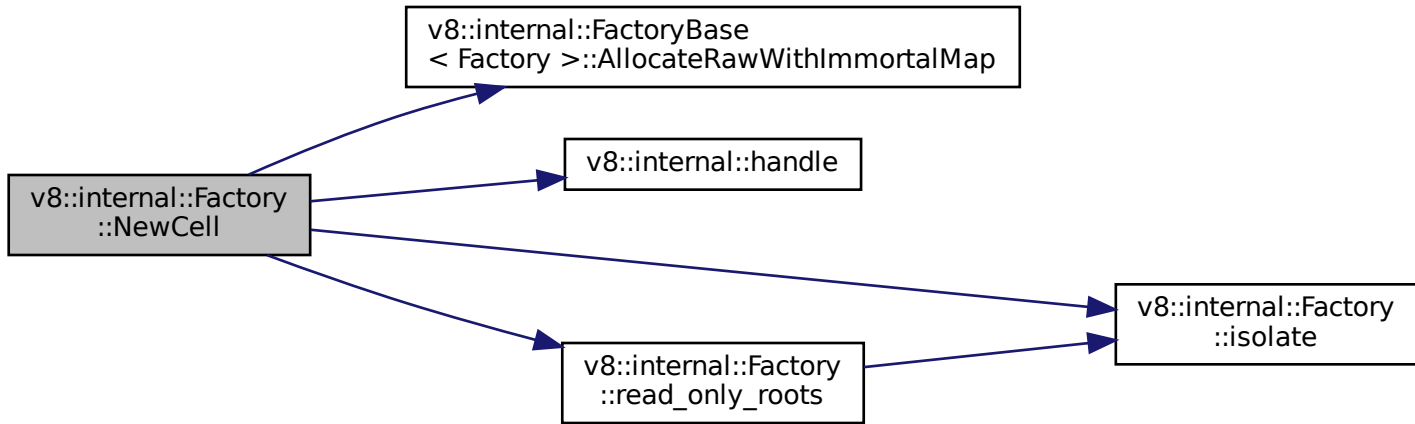 v8::internal::FactoryBase
< Factory >::AllocateRawWithImmortalMap
v8::internal::handle
v8::internal::Factory
::NewCell
v8::internal::Factory
::isolate
v8::internal::Factory
::read_only_roots